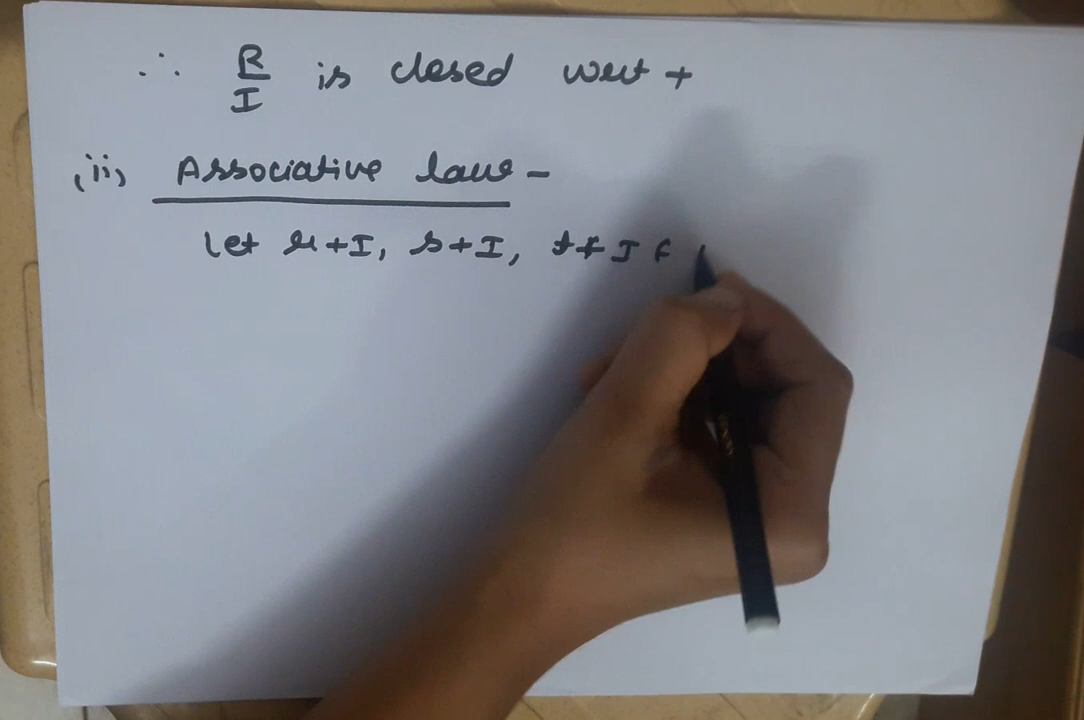 ∴ R/I is closed wrt +
(ii) Associative law -
Let r+I, s+I, t+I ∈